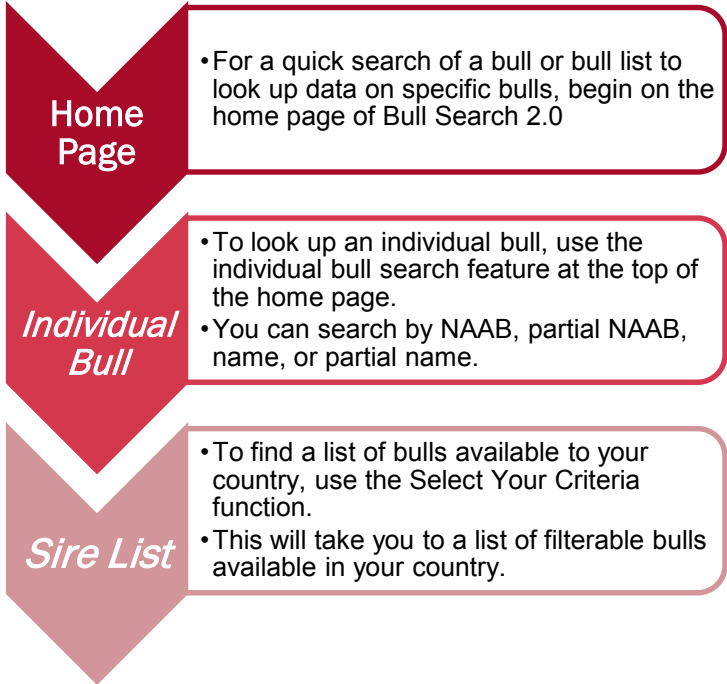 Home
Page
•For a quick search of a bull or bull list to
look up data on specific bulls, begin on the
home page of Bull Search 2.0
Individual
Bull
•To look up an individual bull, use the
individual bull search feature at the top of
the home page.
•You can search by NAAB, partial NAAB,
name, or partial name.
Sire List
•To find a list of bulls available to your
country, use the Select Your Criteria
function.
•This will take you to a list of filterable bulls
available in your country.